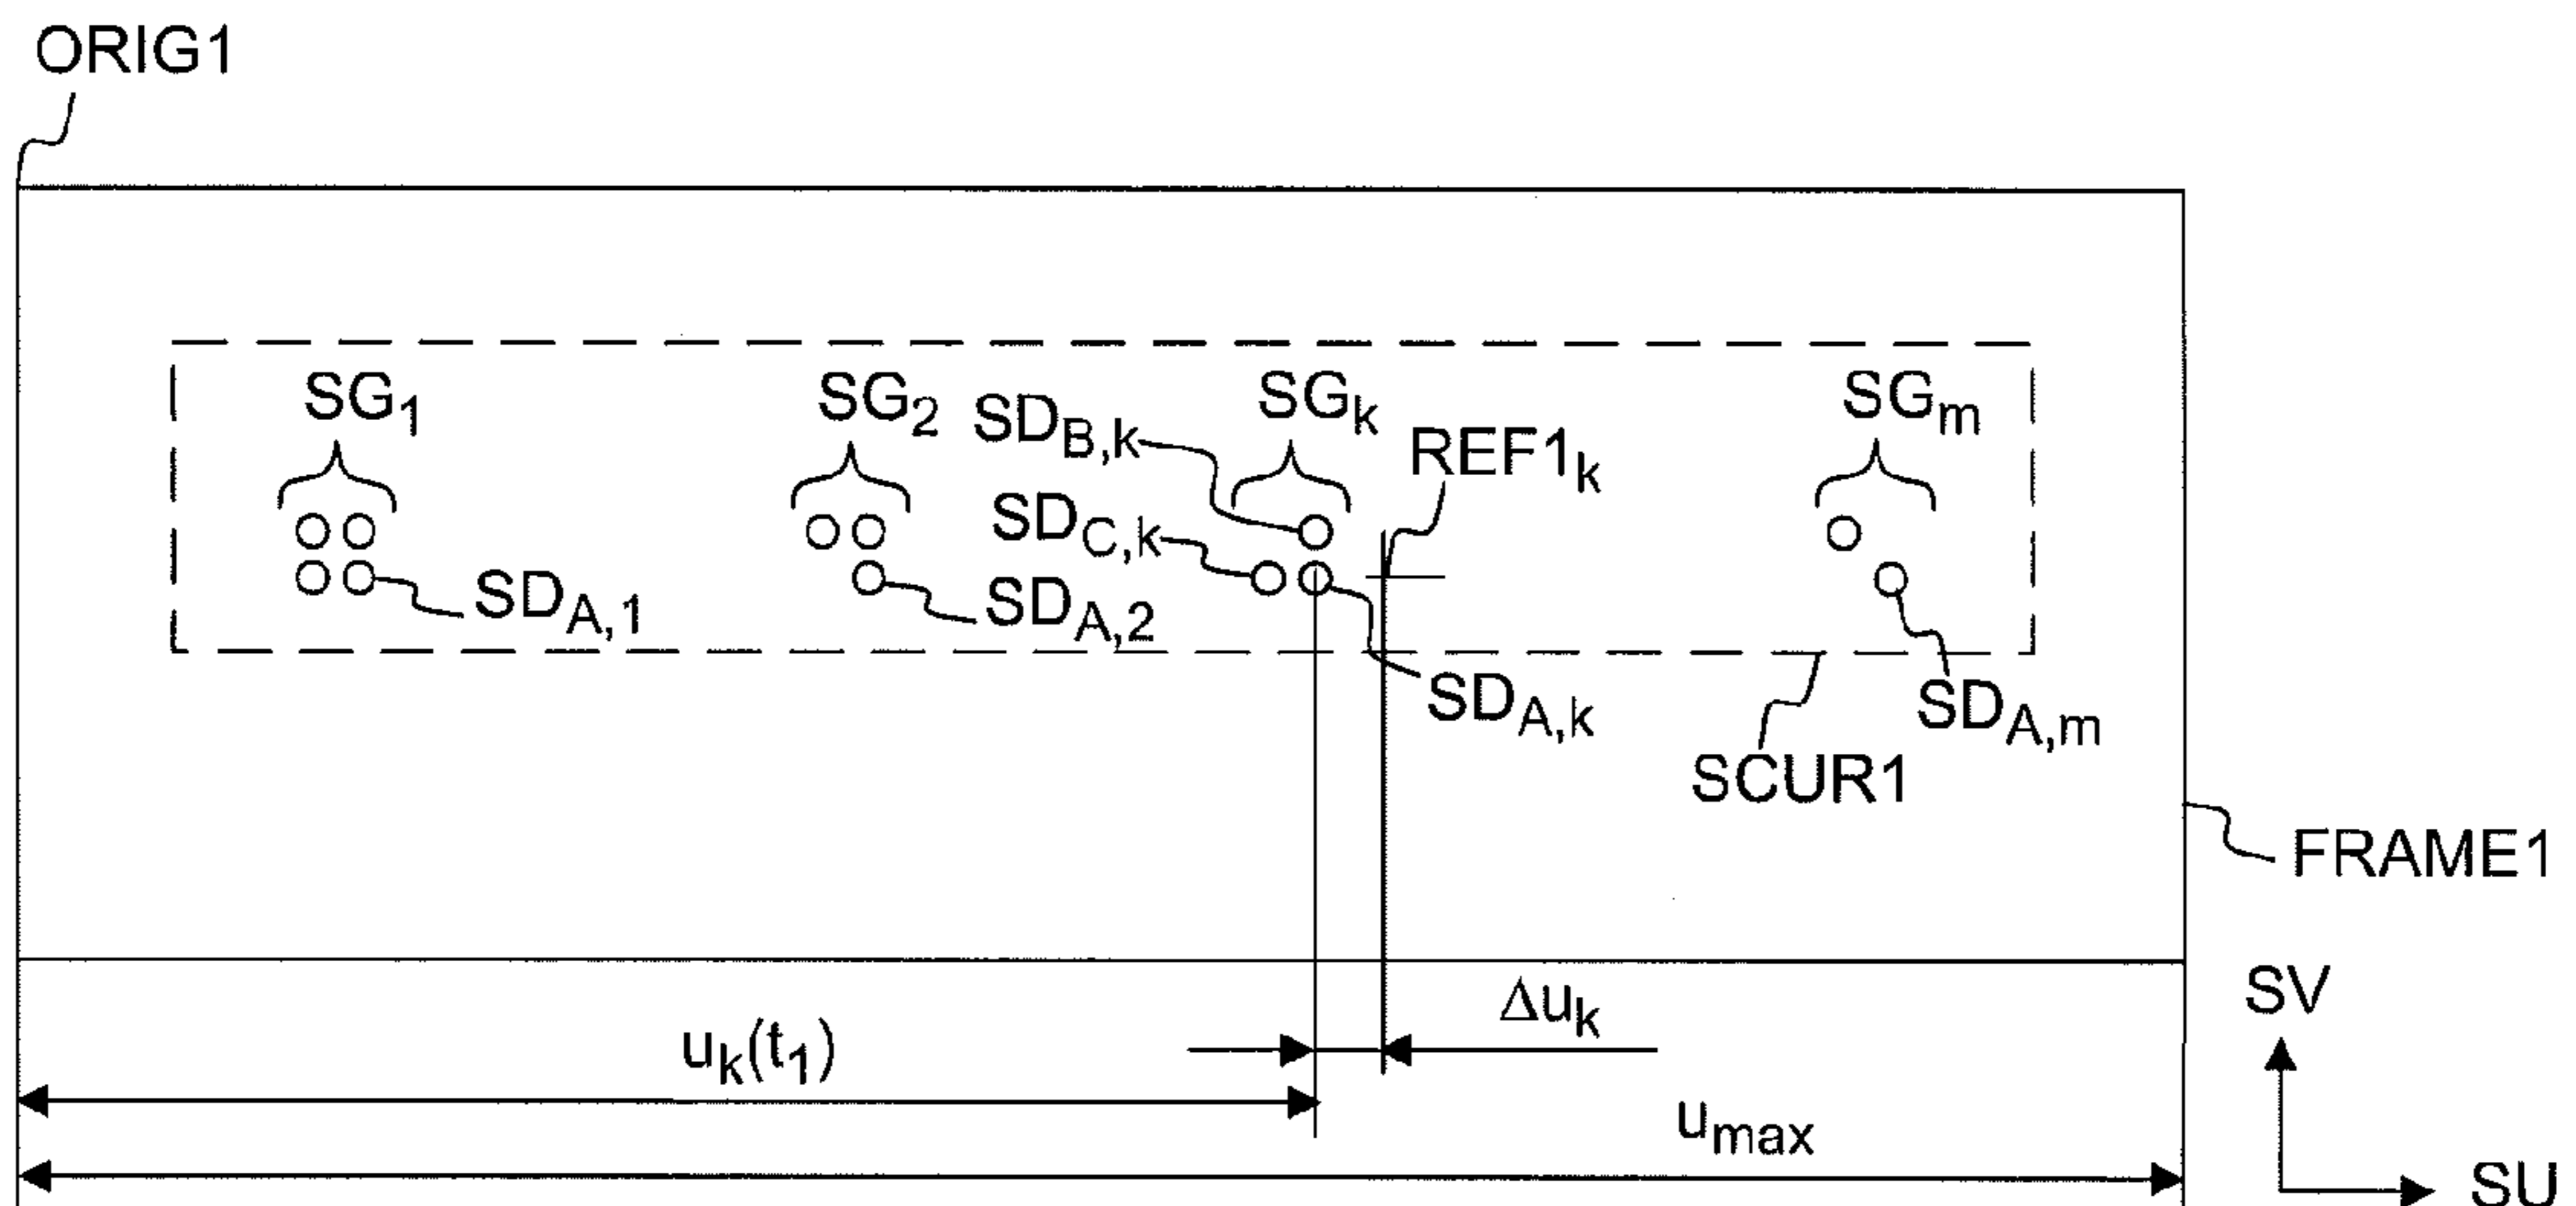 ORIG1
SG1
SG2
SDB,k
SGk
REF1k
SGm
SDC,k
SDA,1
SDA,2
SDA,k
SDA,m
SCUR1
FRAME1
SV
Δuk
uk(t1)
umax
SU